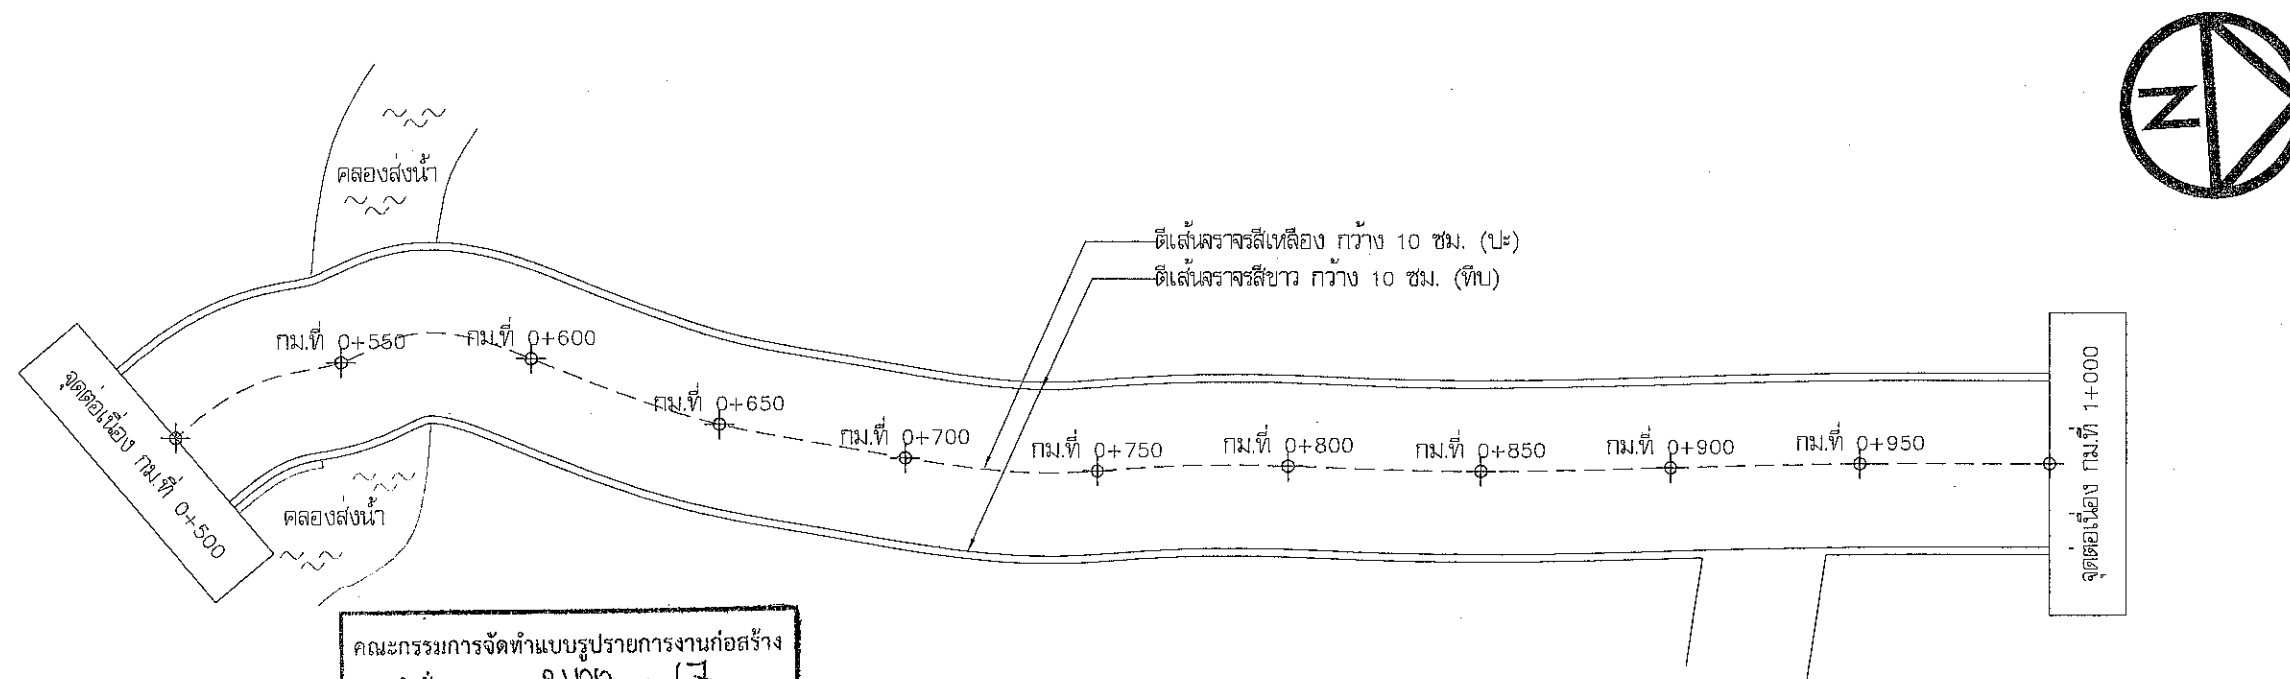 N
คลองส่งน้ำ
ตีเส้นจราจรสีเหลือง กว้าง 10 ซม. (ปะ)
ตีเส้นจราจรสีขาว กว้าง 10 ซม. (ทึบ)
กม.ที่ 0+550
กม.ที่ 0+600
กม.ที่ 0+650
กม.ที่ 0+700
กม.ที่ 0+750
กม.ที่ 0+800
กม.ที่ 0+850
กม.ที่ 0+900
กม.ที่ 0+950
จุดต่อเนื่อง กม.ที่ 0+500
จุดต่อเนื่อง กม.ที่ 1+000
คลองส่งน้ำ
คณะกรรมการจัดทำแบบรูปรายการงานก่อสร้าง